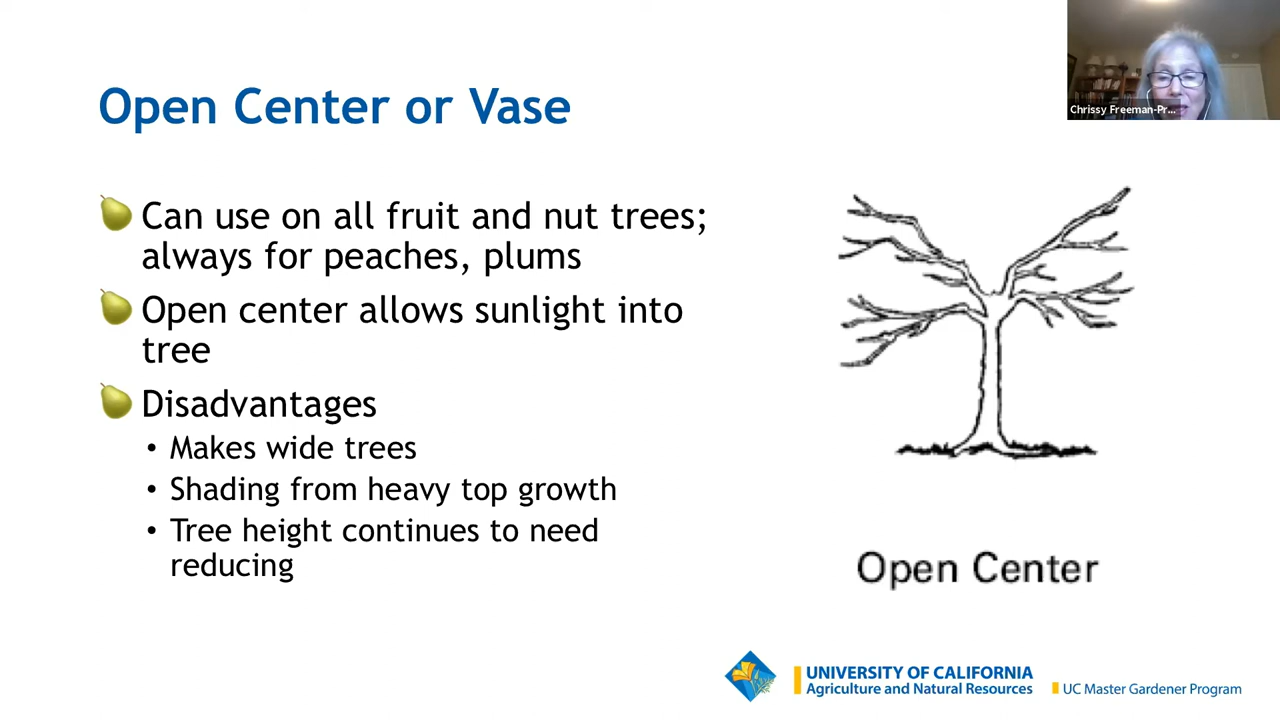 Chrissy Freeman-Pr...
Open Center or Vase
Can use on all fruit and nut trees;
always for peaches, plums
Open center allows sunlight into
tree
Disadvantages
• Makes wide trees
• Shading from heavy top growth
• Tree height continues to need
reducing
Open Center
UNIVERSITY OF CALIFORNIA
Agriculture and Natural Resources
UC Master Gardener Program